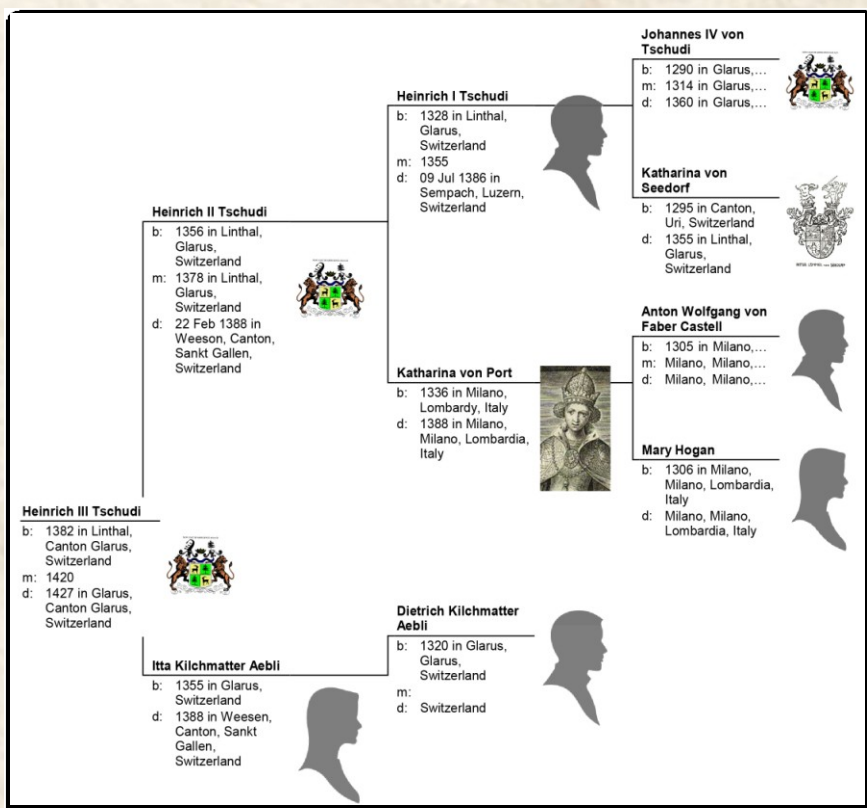 Johannes IV von
Tschudi
b: 1290 in Glarus,...
m: 1314 in Glarus,...
d: 1360 in Glarus,...
Heinrich I Tschudi
b: 1328 in Linthal,
Glarus,
Switzerland
m: 1355
d: 09 Jul 1386 in
Sempach, Luzern,
Switzerland
Katharina von
Seedorf
b: 1295 in Canton,
Uri, Switzerland
d: 1355 in Linthal,
Glarus,
Switzerland
Heinrich II Tschudi
b: 1356 in Linthal,
Glarus,
Switzerland
m: 1378 in Linthal,
Glarus,
Switzerland
d: 22 Feb 1388 in
Weeson, Canton,
Sankt Gallen,
Switzerland
Anton Wolfgang von
Faber Castell
b: 1305 in Milano,...
m: Milano, Milano,...
d: Milano, Milano,...
Katharina von Port
b: 1336 in Milano,
Lombardy, Italy
d: 1388 in Milano,
Milano, Lombardia,
Italy
Mary Hogan
b: 1306 in Milano,
Milano, Lombardia,
Italy
d: Milano, Milano,
Lombardia, Italy
Heinrich III Tschudi
b: 1382 in Linthal,
Canton Glarus,
Switzerland
m: 1420
d: 1427 in Glarus,
Canton Glarus,
Switzerland
Dietrich Kilchmatter
Aebli
b: 1320 in Glarus,
Glarus,
Switzerland
m:
d: Switzerland
Itta Kilchmatter Aebli
b: 1355 in Glarus,
Switzerland
d: 1388 in Weesen,
Canton, Sankt
Gallen,
Switzerland